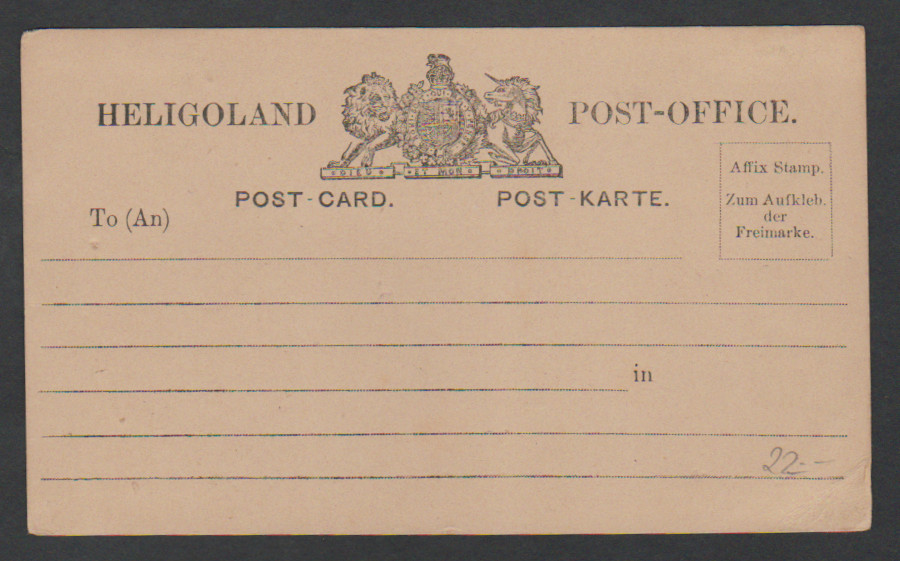 HELIGOLAND POST-OFFICE.
DIEU ET MON DROIT
POST-CARD. POST-KARTE.
Affix Stamp.
Zum Aufkleb.
der
Freimarke.
To (An)
in
22.-